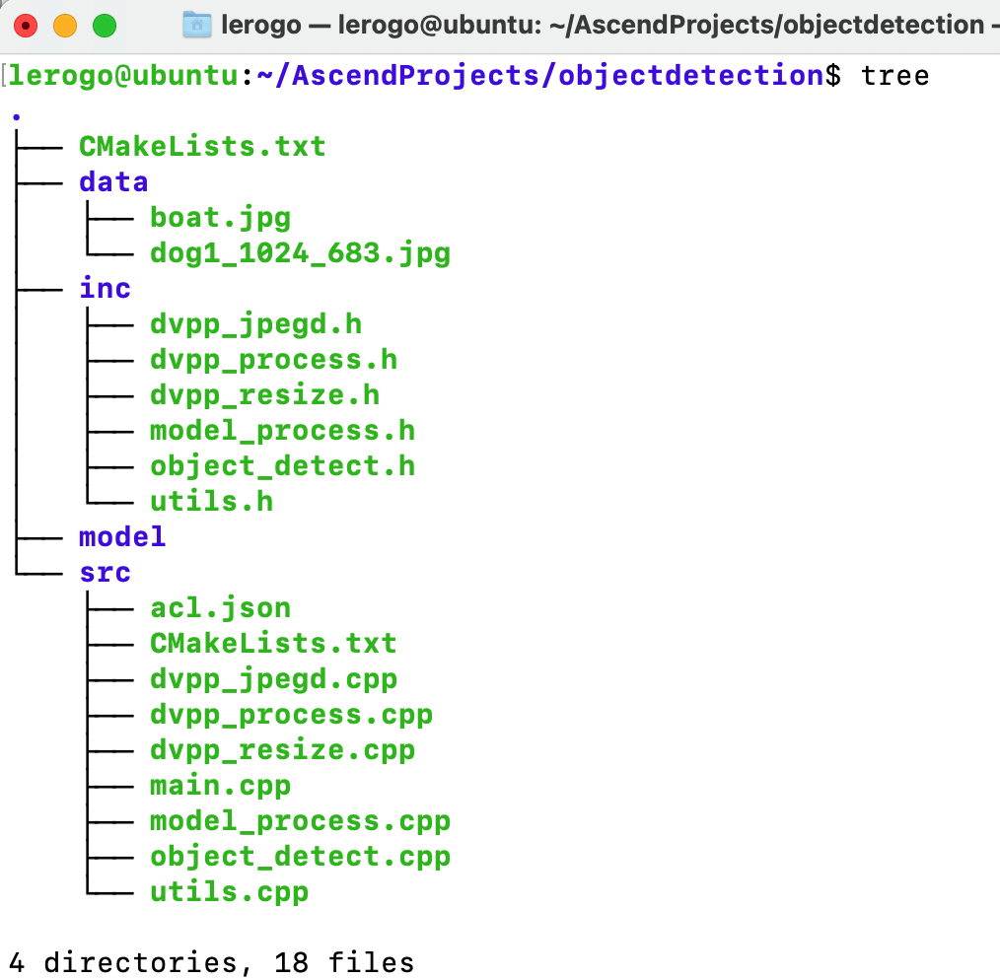 lerogo — lerogo@ubuntu: ~/AscendProjects/objectdetection –
[lerogo@ubuntu:~/AscendProjects/objectdetection$ tree
.
├── CMakeLists.txt
├── data
│   ├── boat.jpg
│   └── dog1_1024_683.jpg
├── inc
│   ├── dvpp_jpegd.h
│   ├── dvpp_process.h
│   ├── dvpp_resize.h
│   ├── model_process.h
│   ├── object_detect.h
│   └── utils.h
├── model
└── src
    ├── acl.json
    ├── CMakeLists.txt
    ├── dvpp_jpegd.cpp
    ├── dvpp_process.cpp
    ├── dvpp_resize.cpp
    ├── main.cpp
    ├── model_process.cpp
    ├── object_detect.cpp
    └── utils.cpp
4 directories, 18 files